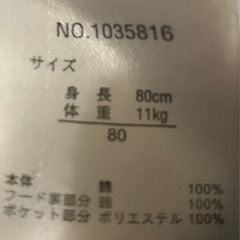 NO.1035816
サイズ
身長 80cm
体重 11kg
80
本体 綿 100%
フード裏部分 綿 100%
ポケット部分 ポリエステル 100%